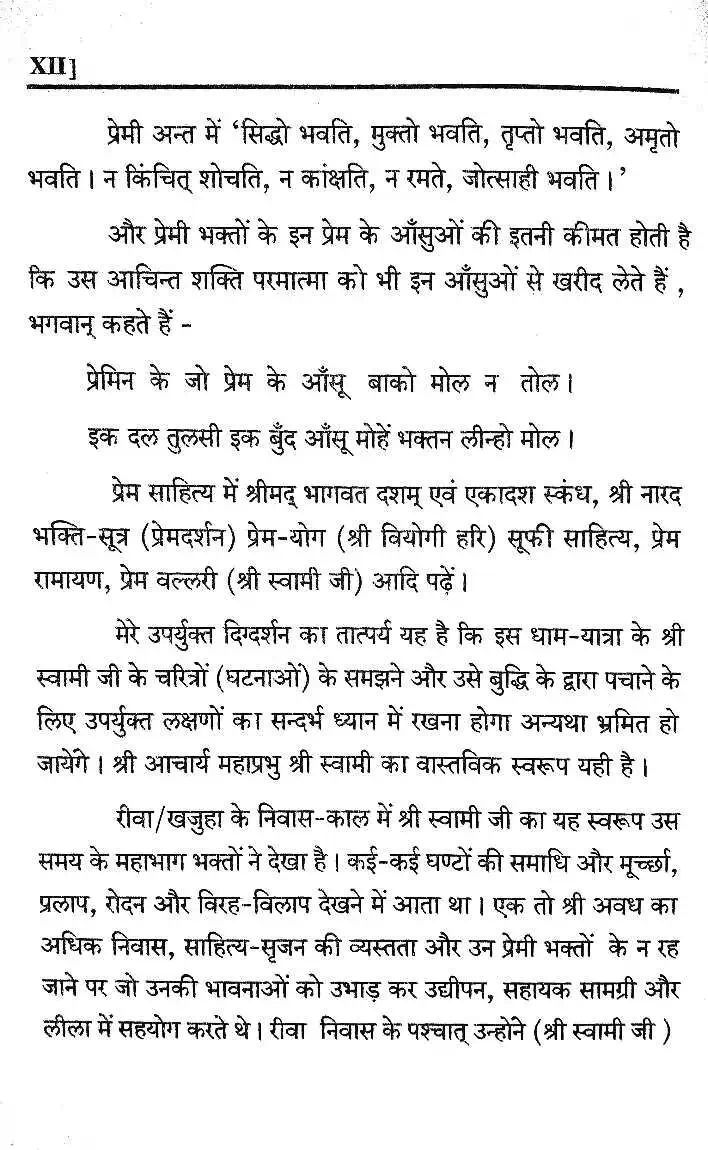 XII]
प्रेमी अन्त में ‘सिद्धो भवति, मुक्तो भवति, तृप्तो भवति, अमृतो
भवति। न किंचित् शोचति, न कांक्षति, न रमते, जोत्साही भवति।’
और प्रेमी भक्तों के इन प्रेम के आँसुओं की इतनी कीमत होती है
कि उस आचिन्त शक्ति परमात्मा को भी इन आँसुओं से खरीद लेते हैं ,
भगवान् कहते हैं -
प्रेमिन के जो प्रेम के आँसू बाको मोल न तोल।
इक दल तुलसी इक बुँद आँसू मोहें भक्तन लीन्हो मोल।
प्रेम साहित्य में श्रीमद् भागवत दशम् एवं एकादश स्कंध, श्री नारद
भक्ति-सूत्र (प्रेमदर्शन) प्रेम-योग (श्री वियोगी हरि) सूफी साहित्य, प्रेम
रामायण, प्रेम वल्लरी (श्री स्वामी जी) आदि पढ़ें।
मेरे उपर्युक्त दिग्दर्शन का तात्पर्य यह है कि इस धाम-यात्रा के श्री
स्वामी जी के चरित्रों (घटनाओं) के समझने और उसे बुद्धि के द्वारा पचाने के
लिए उपर्युक्त लक्षणों का सन्दर्भ ध्यान में रखना होगा अन्यथा भ्रमित हो
जायेंगे। श्री आचार्य महाप्रभु श्री स्वामी का वास्तविक स्वरूप यही है।
रीवा/खजुहा के निवास-काल में श्री स्वामी जी का यह स्वरूप उस
समय के महाभाग भक्तों ने देखा है। कई-कई घण्टों की समाधि और मूर्च्छा,
प्रलाप, रोदन और विरह-विलाप देखने में आता था। एक तो श्री अवध का
अधिक निवास, साहित्य-सृजन की व्यस्तता और उन प्रेमी भक्तों के न रह
जाने पर जो उनकी भावनाओं को उभाड़ कर उद्यीपन, सहायक सामग्री और
लीला में सहयोग करते थे। रीवा निवास के पश्चात् उन्होने (श्री स्वामी जी )